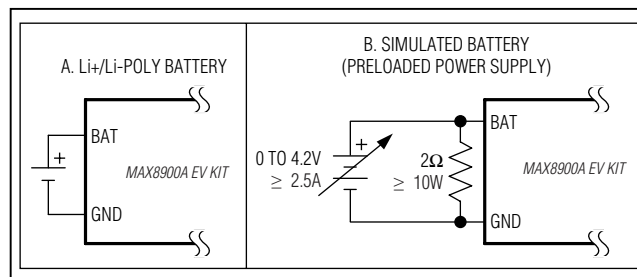 A. Li+/Li-POLY BATTERY
BAT
+
MAX8900A EV KIT
GND
B. SIMULATED BATTERY
(PRELOADED POWER SUPPLY)
BAT
0 TO 4.2V
≥ 2.5A
+
2Ω
≥ 10W
MAX8900A EV KIT
GND